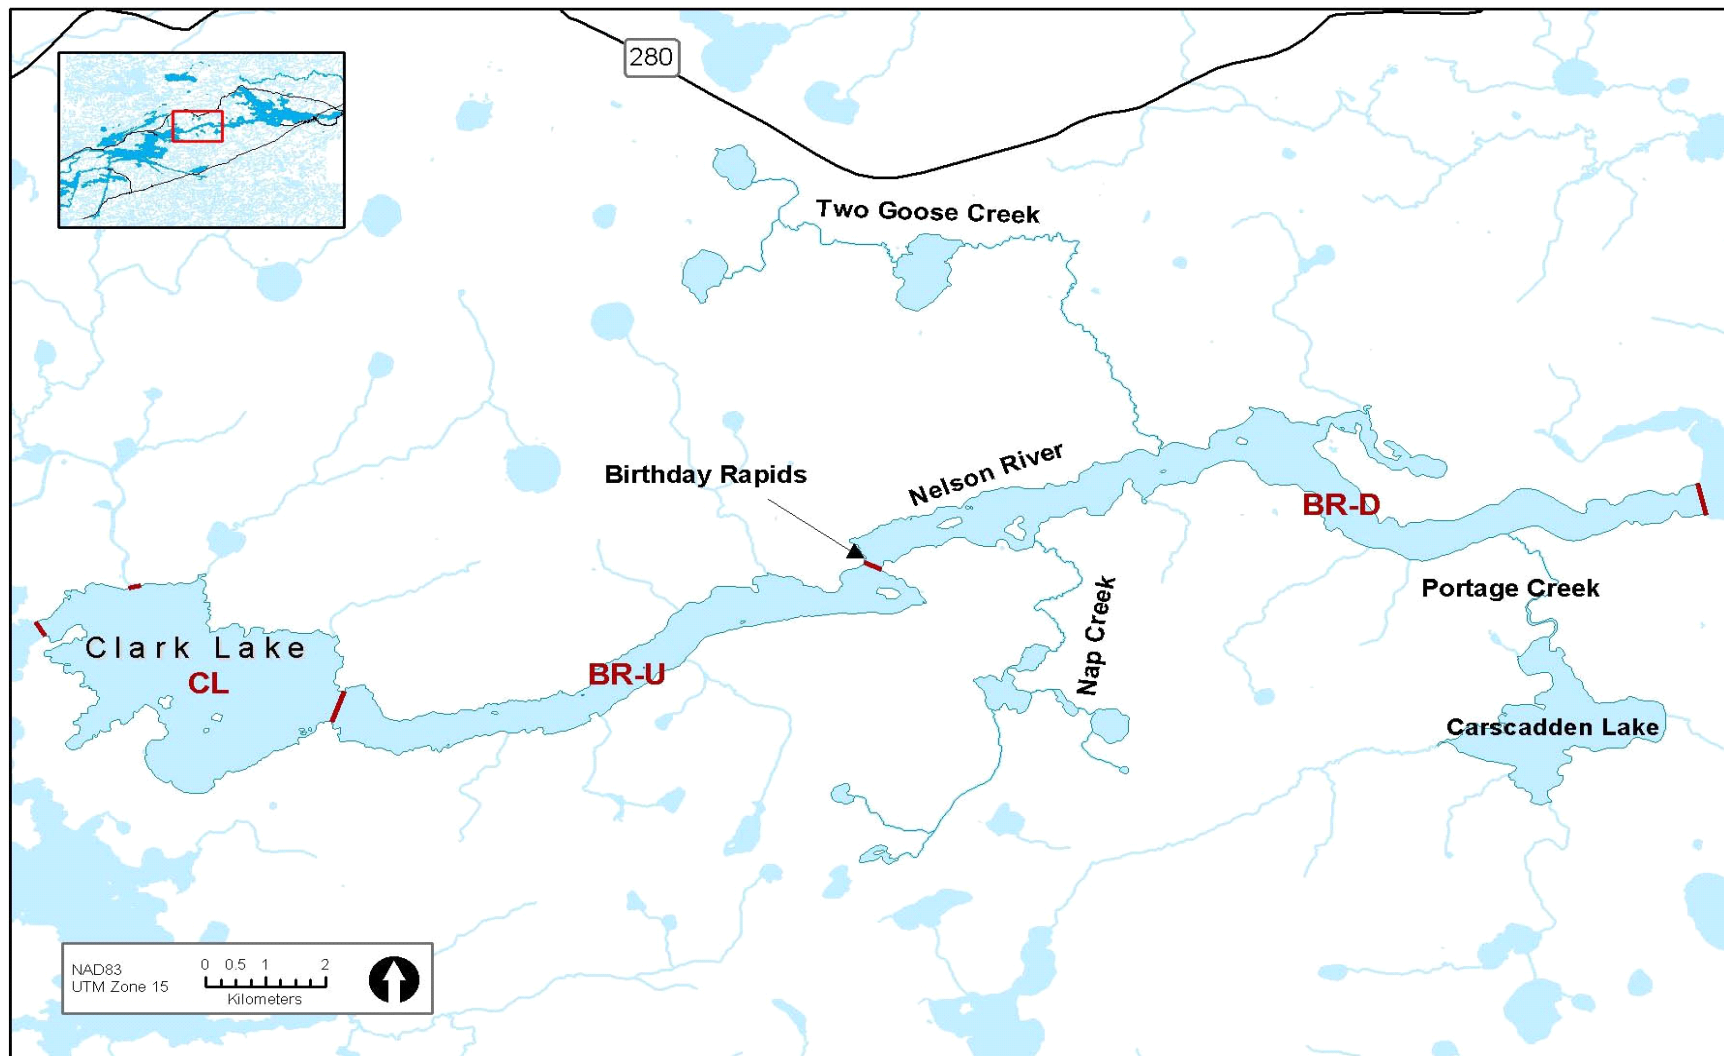 280
Two Goose Creek
Nelson River
Birthday Rapids
BR-D
Portage Creek
Nap Creek
Clark Lake
CL
BR-U
Carscadden Lake
NAD83
UTM Zone 15
0 0.5 1 2
Kilometers